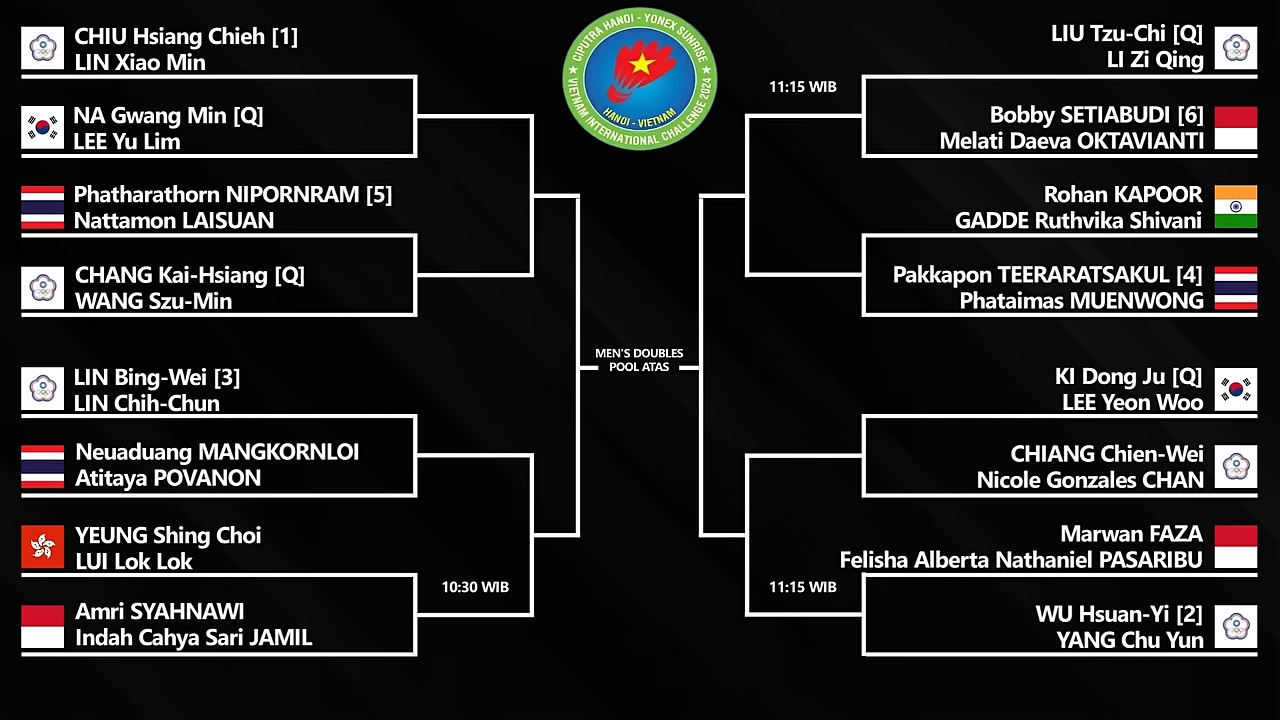 CHIU Hsiang Chieh [1]
LIN Xiao Min
NA Gwang Min [Q]
LEE Yu Lim
Phatharathorn NIPORNRAM [5]
Nattamon LAISUAN
CHANG Kai-Hsiang [Q]
WANG Szu-Min
LIN Bing-Wei [3]
LIN Chih-Chun
Neuaduang MANGKORNLOI
Atitaya POVANON
YEUNG Shing Choi
LUI Lok Lok
10:30 WIB
Amri SYAHNAWI
Indah Cahya Sari JAMIL
CIPUTRA HANOI - YONEX SUNRISE
HANOI - VIETNAM
VIETNAM INTERNATIONAL CHALLENGE 2024
MEN'S DOUBLES
POOL ATAS
LIU Tzu-Chi [Q]
LI Zi Qing
11:15 WIB
Bobby SETIABUDI [6]
Melati Daeva OKTAVIANTI
Rohan KAPOOR
GADDE Ruthvika Shivani
Pakkapon TEERARATSAKUL [4]
Phataimas MUENWONG
KI Dong Ju [Q]
LEE Yeon Woo
CHIANG Chien-Wei
Nicole Gonzales CHAN
Marwan FAZA
Felisha Alberta Nathaniel PASARIBU
11:15 WIB
WU Hsuan-Yi [2]
YANG Chu Yun